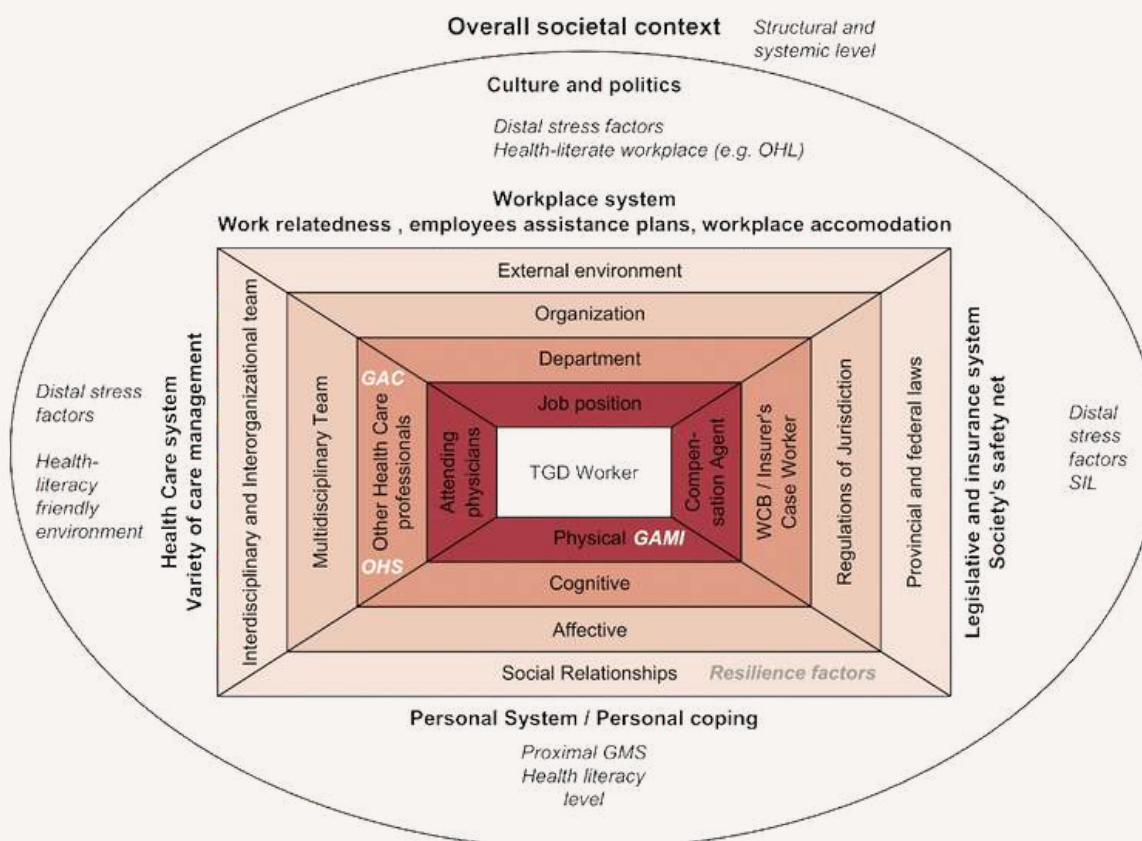 Overall societal context
Structural and
systemic level
Culture and politics
Distal stress factors
Health-literate workplace (e.g. OHL)
Workplace system
Work relatedness , employees assistance plans, workplace accomodation
External environment
Organization
Department
Job position
TGD Worker
Physical GAMI
Cognitive
Affective
Social Relationships Resilience factors
Distal stress
factors
Health-
literacy
friendly
environment
Health Care system
Variety of care management
Interdisciplinary and Interorganizational team
Multidisciplinary Team
GAC
Other Health Care
professionals
OHS
Attending
physicians
Compen-
sation Agent
WCB / Insurer's
Case Worker
Regulations of Jurisdiction
Provincial and federal laws
Legislative and insurance system
Society's safety net
Distal
stress
factors
SIL
Personal System / Personal coping
Proximal GMS
Health literacy
level